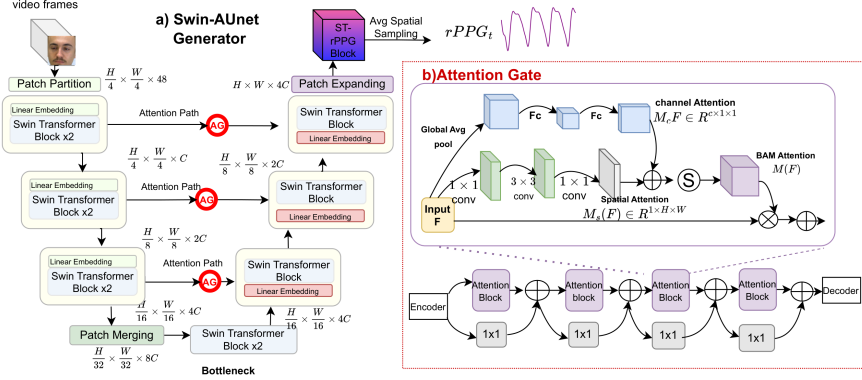 video frames
a) Swin-AUnet
Generator
ST-
rPPG
Block
Avg Spatial
Sampling
rPPG_t
Patch Partition
H/4 × W/4 × 48
H × W × 4C
Patch Expanding
Linear Embedding
Swin Transformer
Block x2
Attention Path
AG
Swin Transformer
Block
Linear Embedding
H/4 × W/4 × C
H/8 × W/8 × 2C
Linear Embedding
Swin Transformer
Block x2
Attention Path
AG
Swin Transformer
Block
Linear Embedding
H/8 × W/8 × 2C
Linear Embedding
Swin Transformer
Block x2
Attention Path
AG
Swin Transformer
Block
Linear Embedding
H/16 × W/16 × 4C
H/16 × W/16 × 4C
Patch Merging
Swin Transformer
Block x2
H/32 × W/32 × 8C
Bottleneck
b)Attention Gate
Global Avg
pool
Fc
Fc
channel Attention
M_cF ∈ R^{c×1×1}
1 × 1
conv
3 × 3
conv
1 × 1
conv
Spatial Attention
M_s(F) ∈ R^{1×H×W}
S
BAM Attention
M(F)
Input
F
Encoder
Attention
Block
Attention
block
Attention
Block
Attention
Block
Decoder
1x1
1x1
1x1
1x1